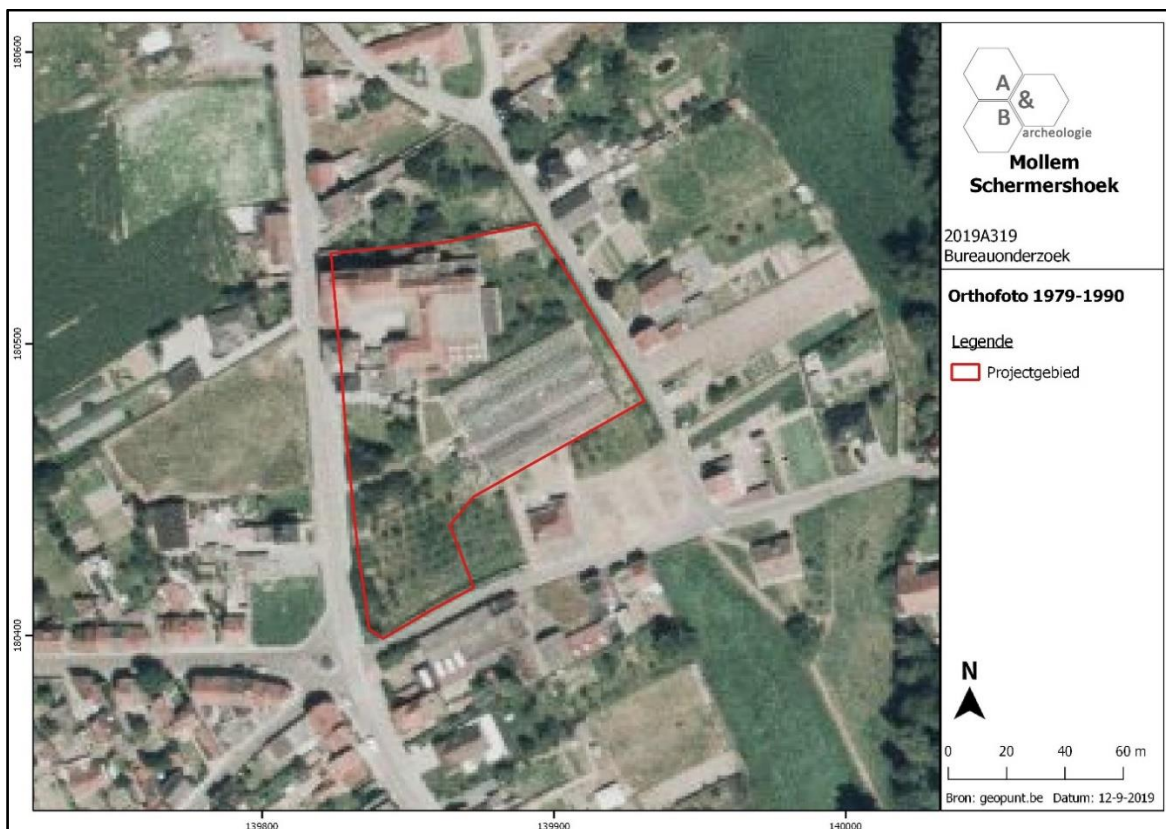 180600
180500
180400
139800
139900
140000
A
&
B
archeologie
Mollem
Schermershoek
2019A319
Bureauonderzoek
Orthofoto 1979-1990
Legende
Projectgebied
N
0 20 40 60 m
Bron: geopunt.be Datum: 12-9-2019